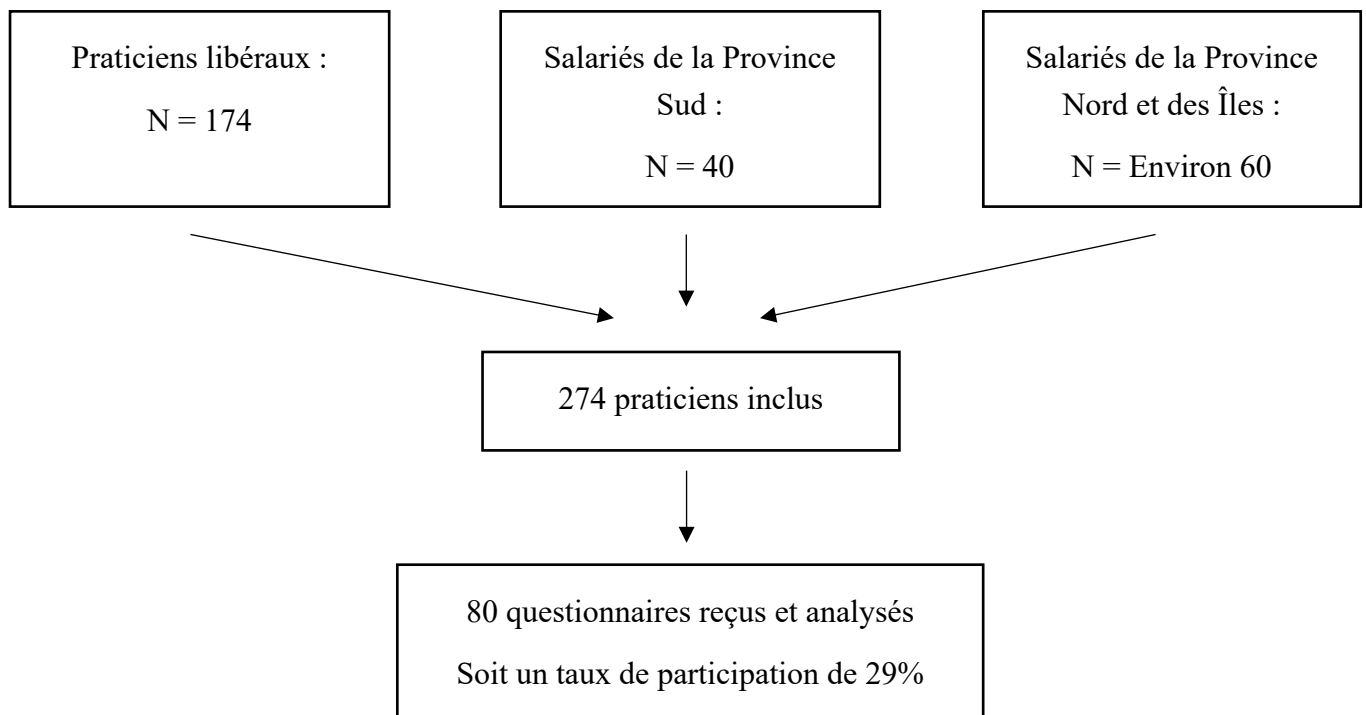 Praticiens libéraux :
N = 174
Salariés de la Province
Sud :
N = 40
Salariés de la Province
Nord et des Îles :
N = Environ 60
274 praticiens inclus
80 questionnaires reçus et analysés
Soit un taux de participation de 29%